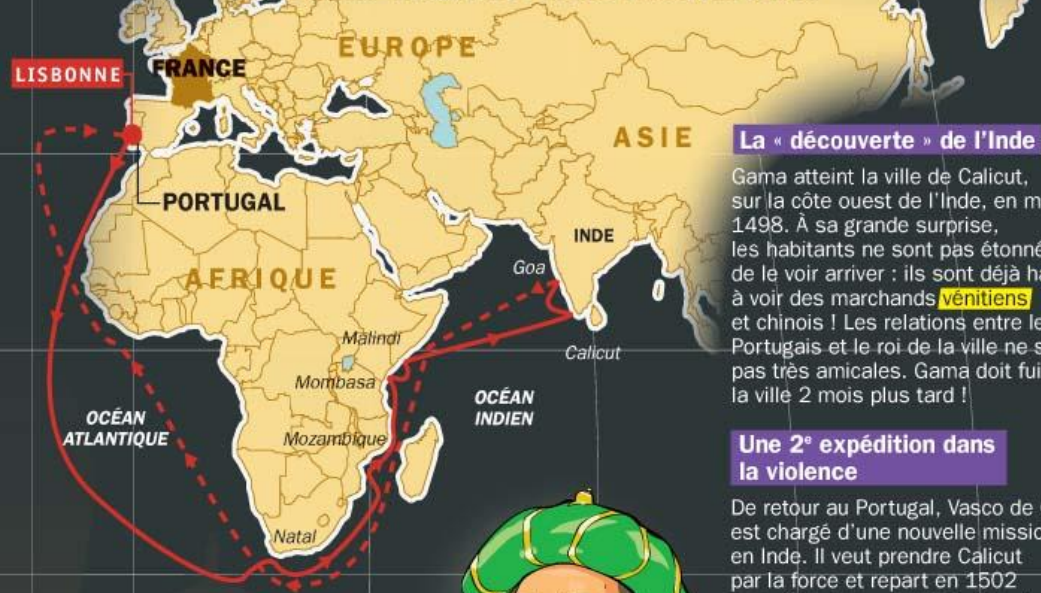 EUROPE
LISBONNE
FRANCE
ASIE
PORTUGAL
INDE
AFRIQUE
Goa
Malindi
Calicut
Mombasa
OCÉAN
INDIEN
OCÉAN
ATLANTIQUE
Mozambique
Natal
La « découverte » de l'Inde
Gama atteint la ville de Calicut,
sur la côte ouest de l'Inde, en
1498. À sa grande surprise,
les habitants ne sont pas
de le voir arriver : ils sont déjà
à voir des marchands vénitiens
et chinois ! Les relations entre
Portugais et le roi de la ville ne
pas très amicales. Gama doit
la ville 2 mois plus tard !
Une 2e expédition dans
la violence
De retour au Portugal, Vasco de
est chargé d'une nouvelle
en Inde. Il veut prendre Calicut
par la force et repart en 1502